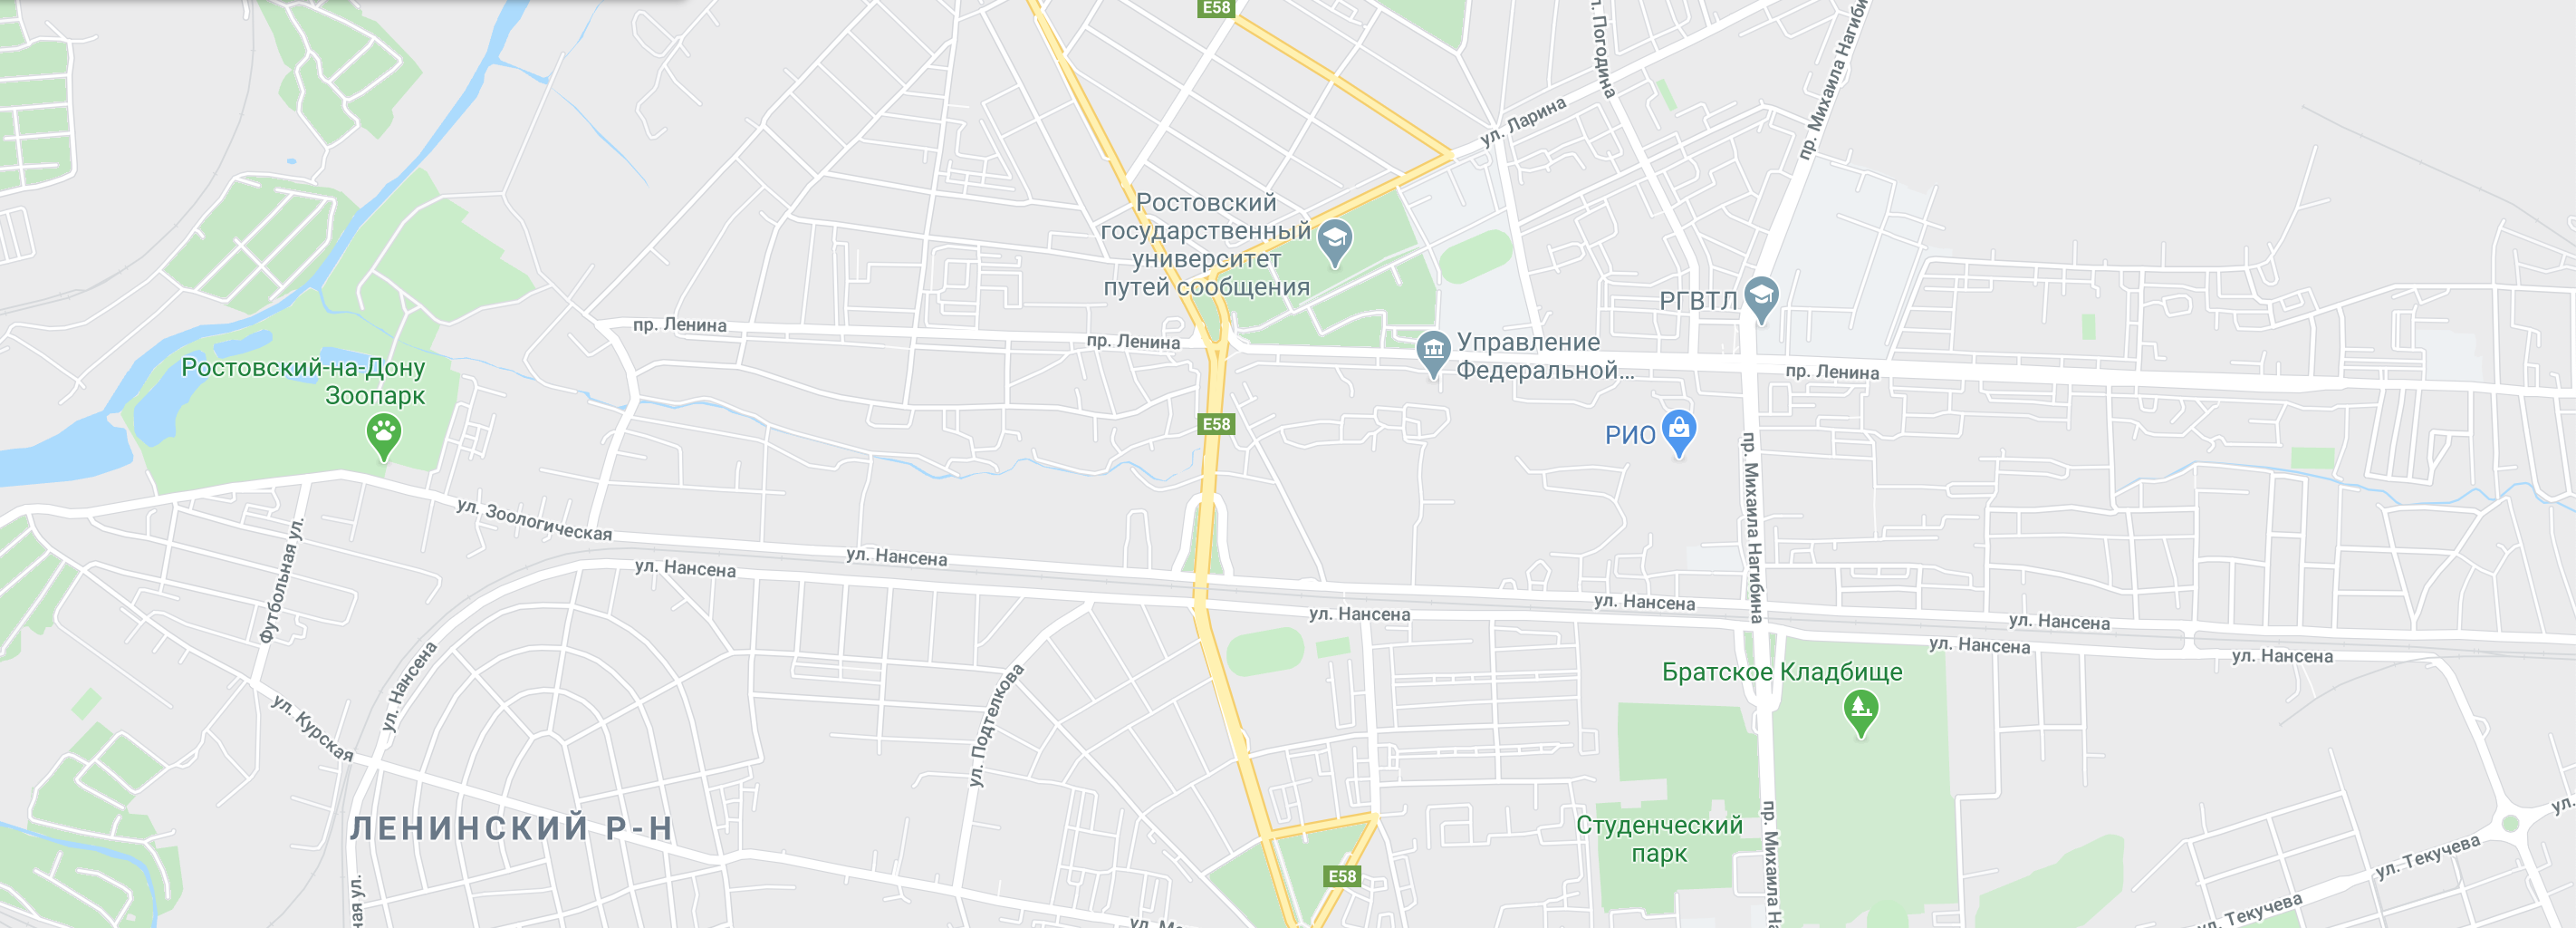 E58
ул. Погодина
пр. Михаила Нагиби
ул. Ларина
Ростовский
государственный
университет
путей сообщения
РГВТЛ
пр. Ленина
пр. Ленина
Управление
Федеральной...
пр. Ленина
Ростовский-на-Дону
Зоопарк
E58
РИО
пр. Михаила Нагибина
ул. Зоологическая
Футбольная ул.
ул. Нансена
ул. Нансена
ул. Нансена
ул. Нансена
ул. Нансена
ул. Нансена
ул. Нансена
ул. Нансена
Братское Кладбище
ул. Курская
ул. Подтелкова
ЛЕНИНСКИЙ Р-Н
Студенческий
парк
пр. Михаила На
E58
ул. Текучева
ул. Текучева
ул.
ная ул.